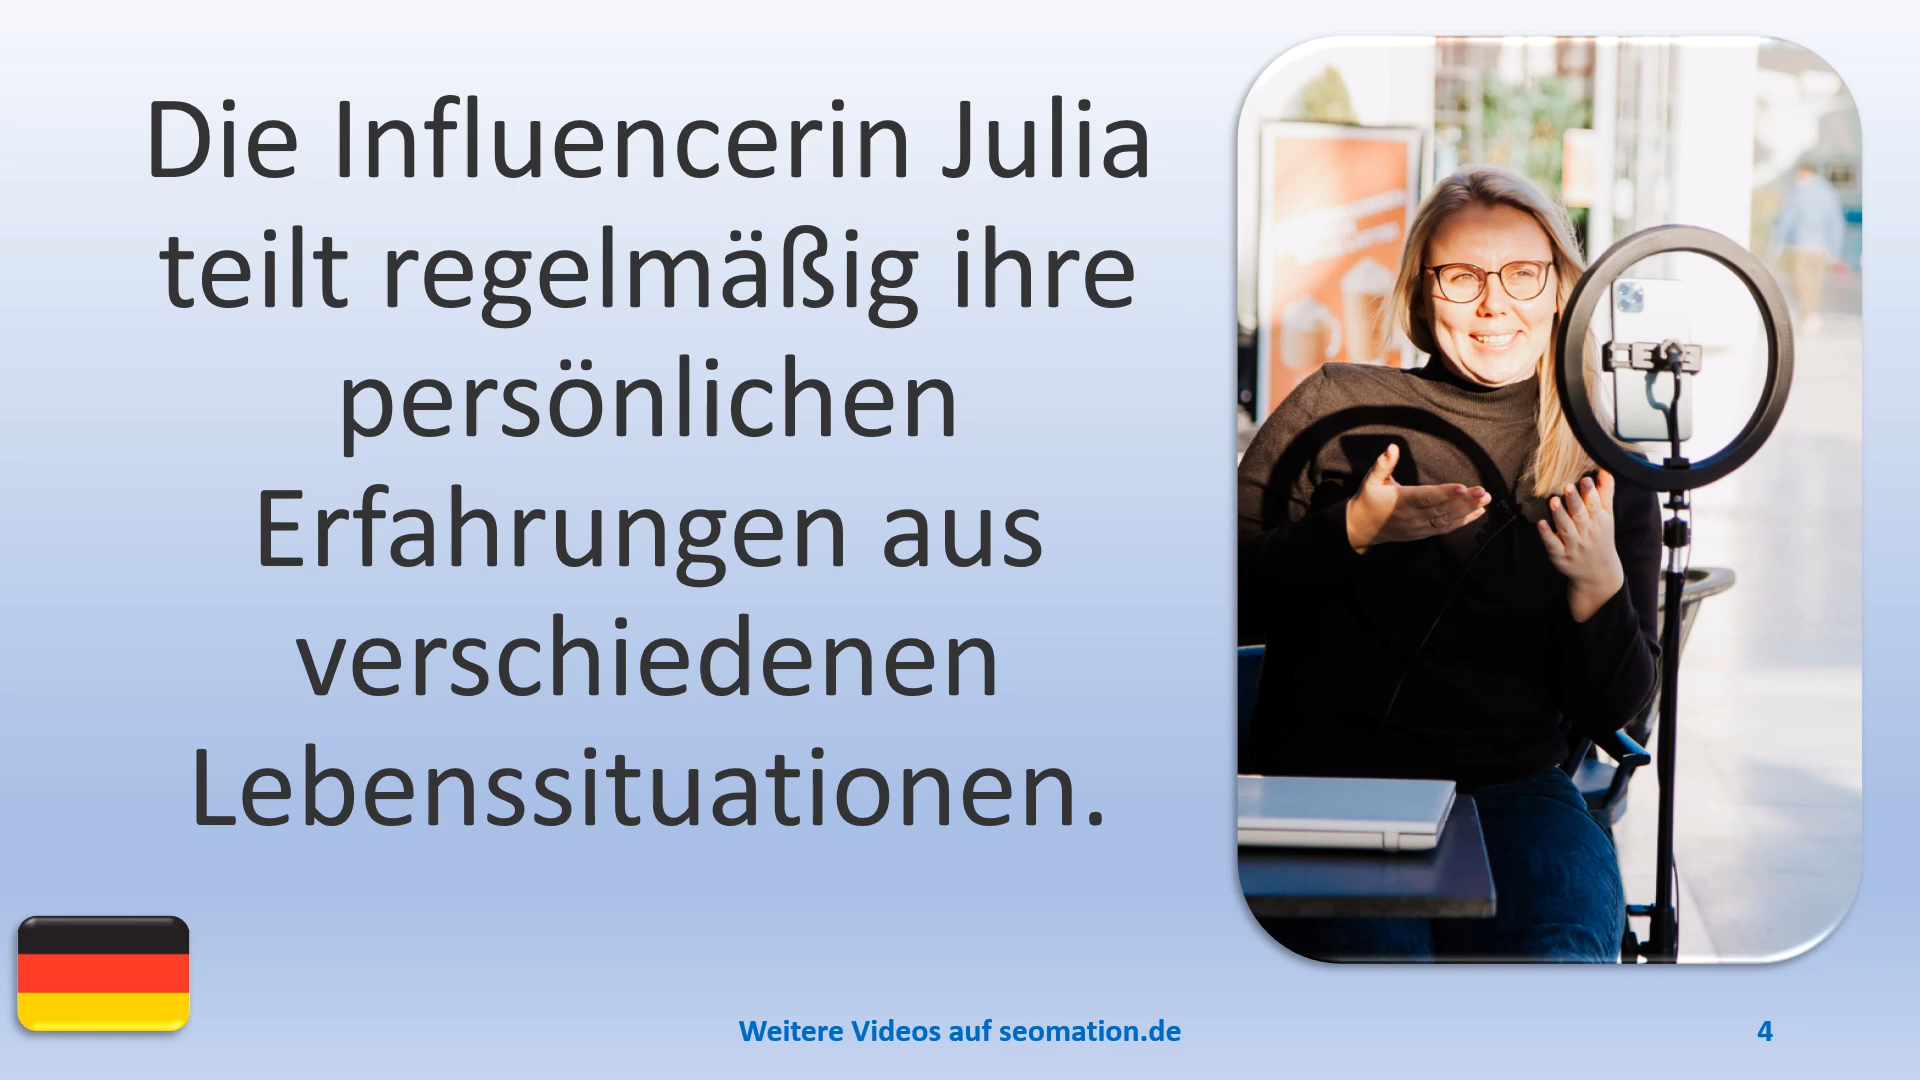 Die Influencerin Julia
teilt regelmäßig ihre
persönlichen
Erfahrungen aus
verschiedenen
Lebenssituationen.
Weitere Videos auf seomation.de
4